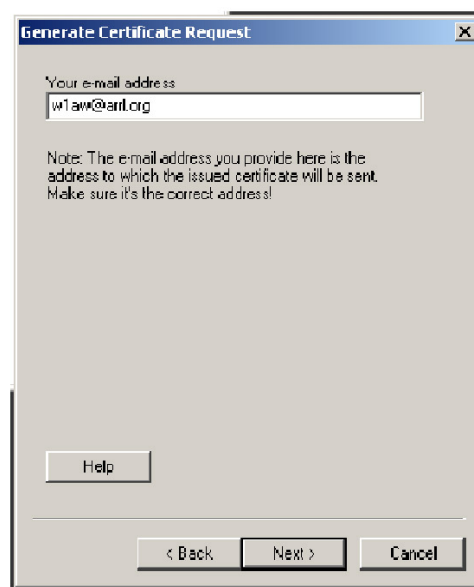 Generate Certificate Request
Your e-mail address
w1aw@arrl.org
Note: The e-mail address you provide here is the
address to which the issued certificate will be sent.
Make sure it's the correct address!
Help
< Back
Next >
Cancel